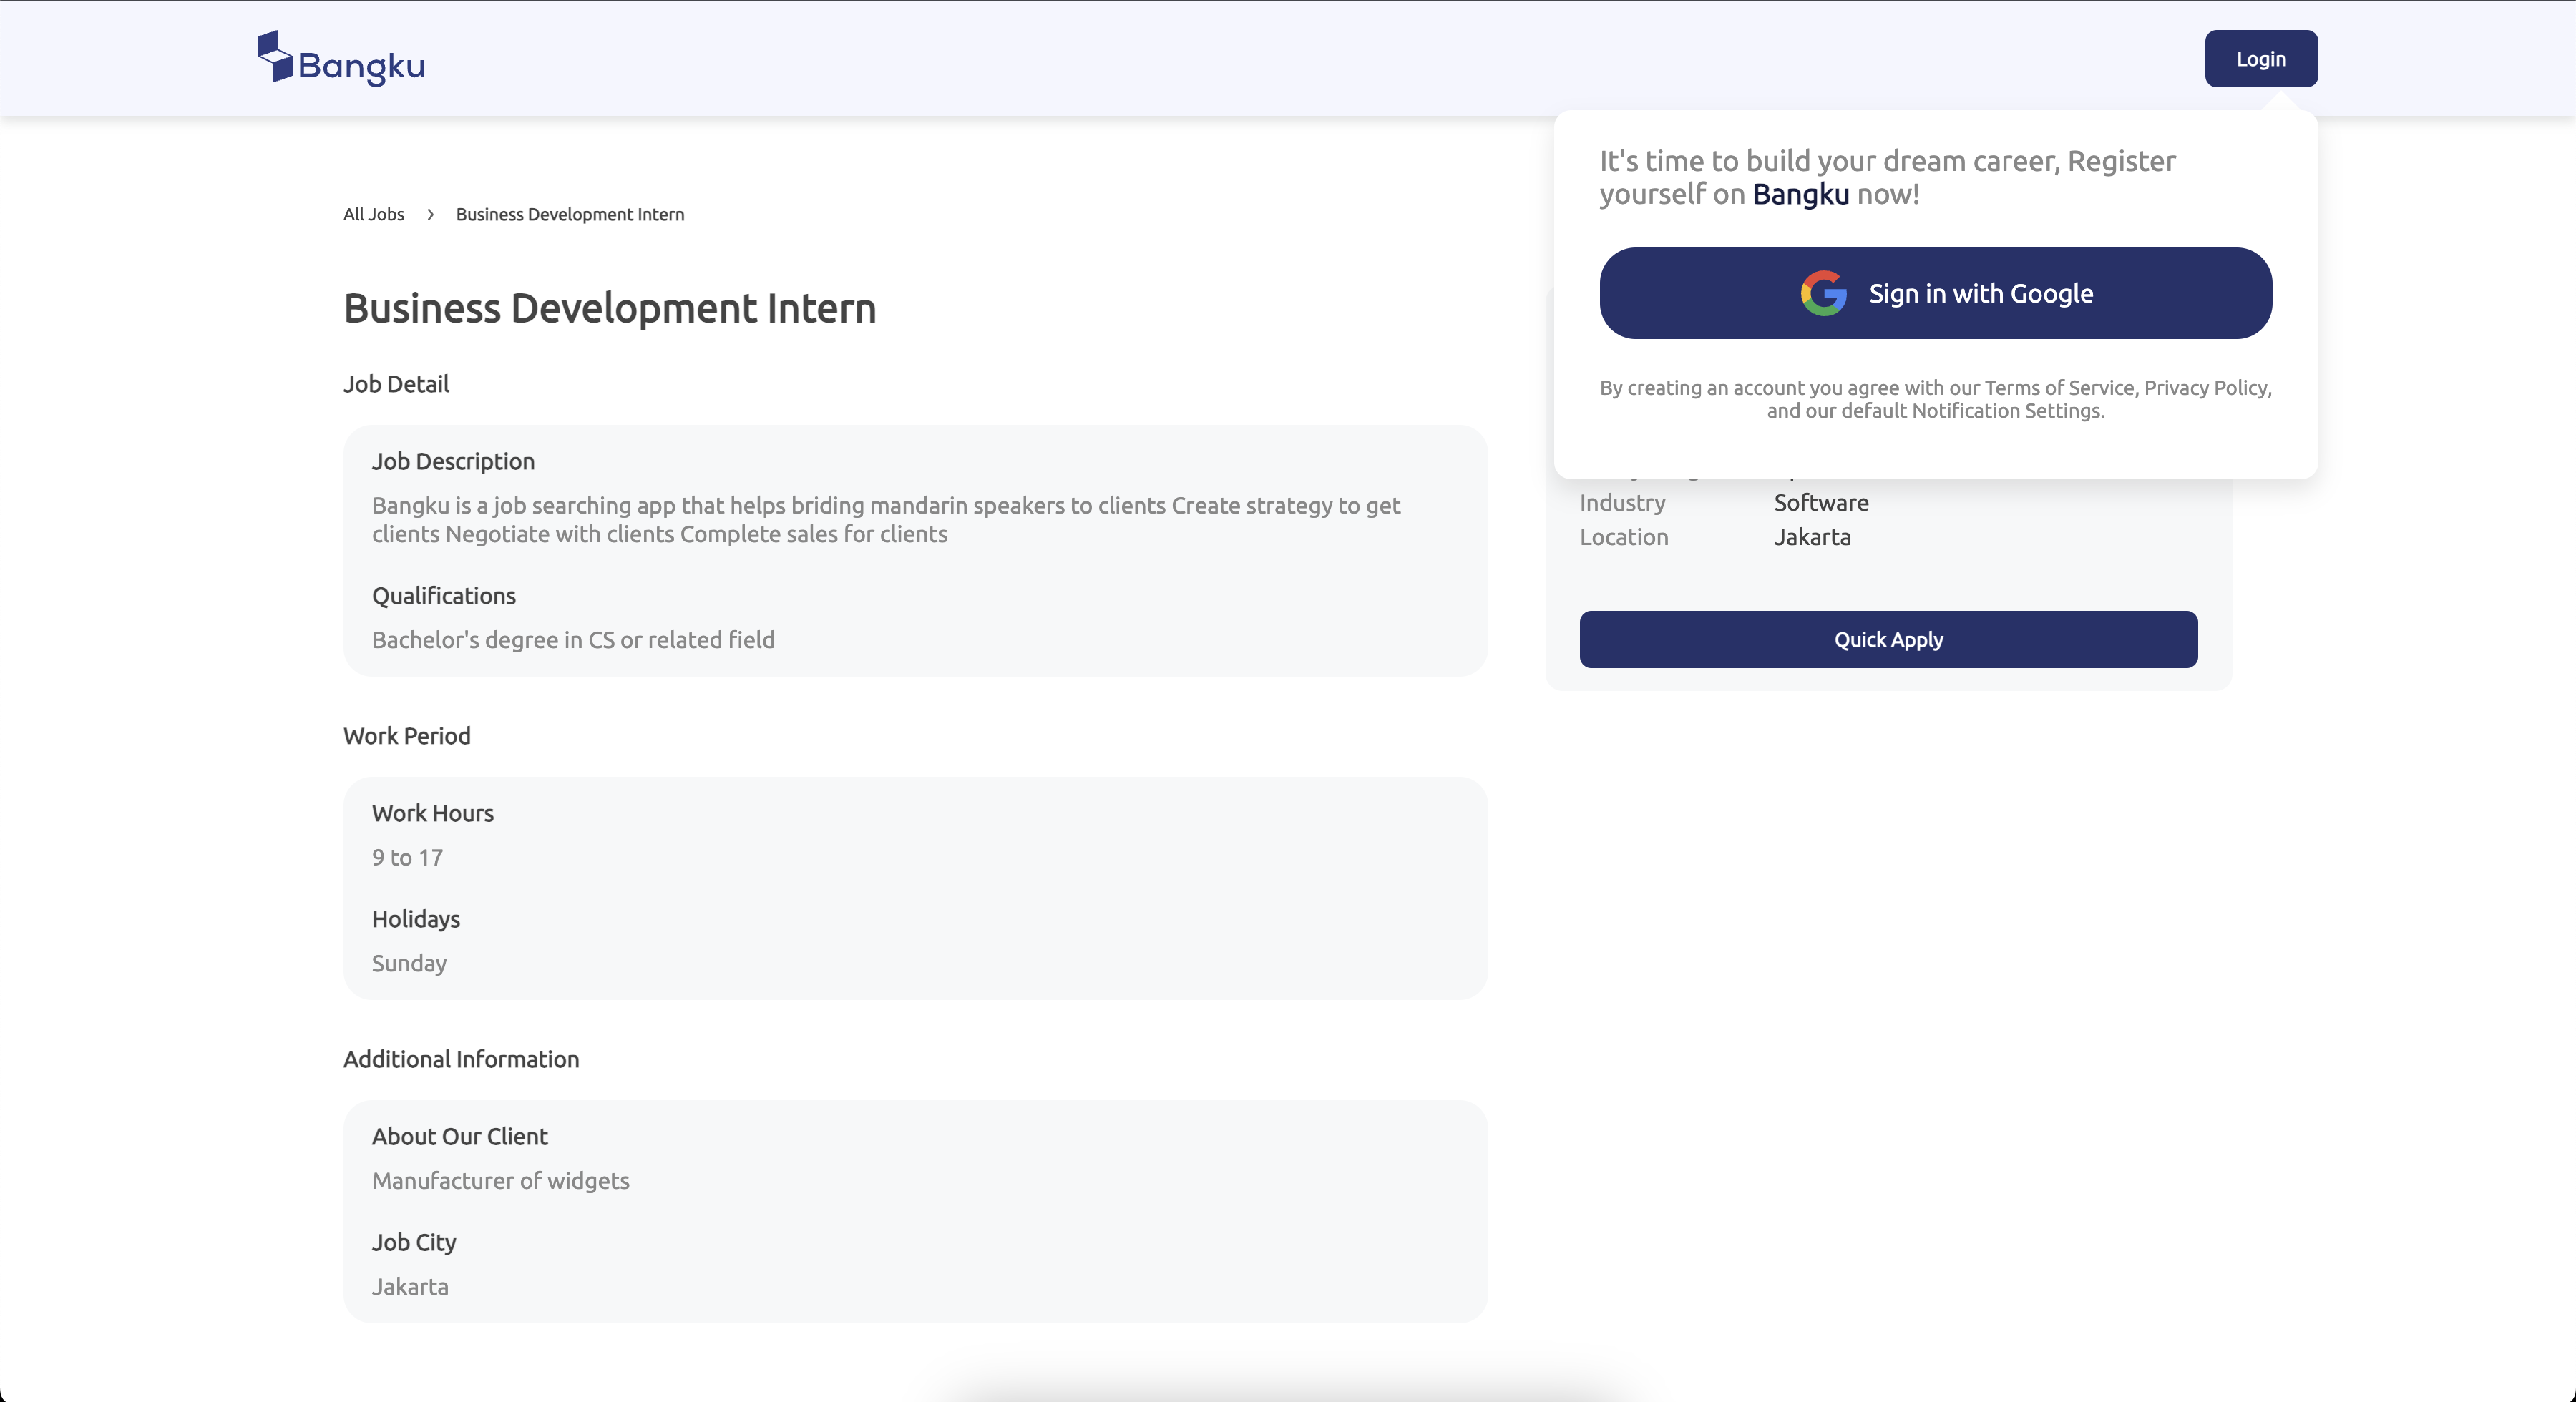 Bangku
Login
It's time to build your dream career, Register
yourself on Bangku now!
Sign in with Google
By creating an account you agree with our Terms of Service, Privacy Policy,
and our default Notification Settings.
All Jobs > Business Development Intern
Business Development Intern
Job Detail
Job Description
Bangku is a job searching app that helps briding mandarin speakers to clients Create strategy to get
clients Negotiate with clients Complete sales for clients
Qualifications
Bachelor's degree in CS or related field
Industry Software
Location Jakarta
Quick Apply
Work Period
Work Hours
9 to 17
Holidays
Sunday
Additional Information
About Our Client
Manufacturer of widgets
Job City
Jakarta